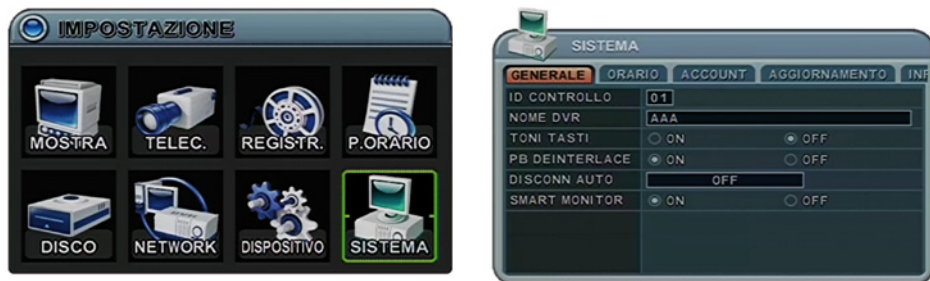 IMPOSTAZIONE
MOSTRA TELEC. REGISTR. P.ORARIO
DISCO NETWORK DISPOSITIVO SISTEMA
SISTEMA
GENERALE ORARIO ACCOUNT AGGIORNAMENTO INF
ID CONTROLLO 01
NOME DVR AAA
TONI TASTI ON OFF
PB DEINTERLACE ON OFF
DISCONN AUTO OFF
SMART MONITOR ON OFF